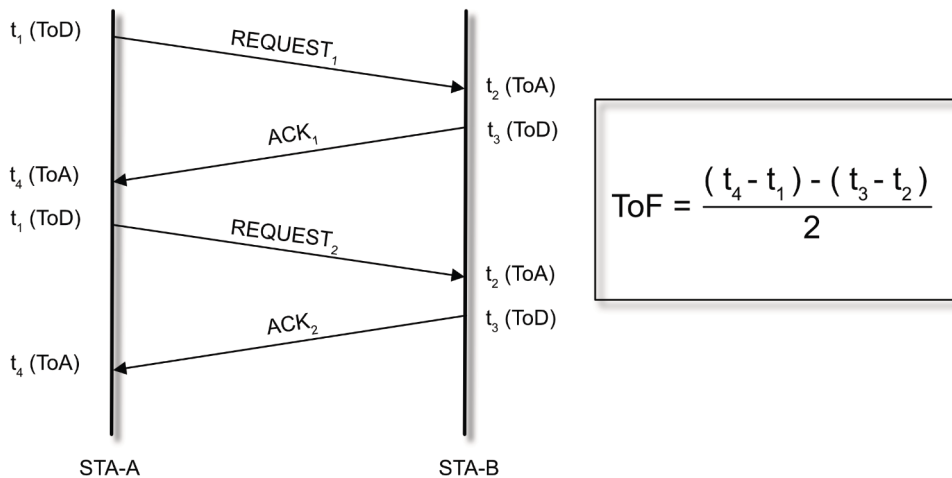 t₁ (ToD)
REQUEST₁
t₂ (ToA)
ACK₁
t₃ (ToD)
t₄ (ToA)
t₁ (ToD)
REQUEST₂
t₂ (ToA)
ACK₂
t₃ (ToD)
t₄ (ToA)
STA-A
STA-B
ToF = ( t₄ - t₁ ) - ( t₃ - t₂ ) / 2